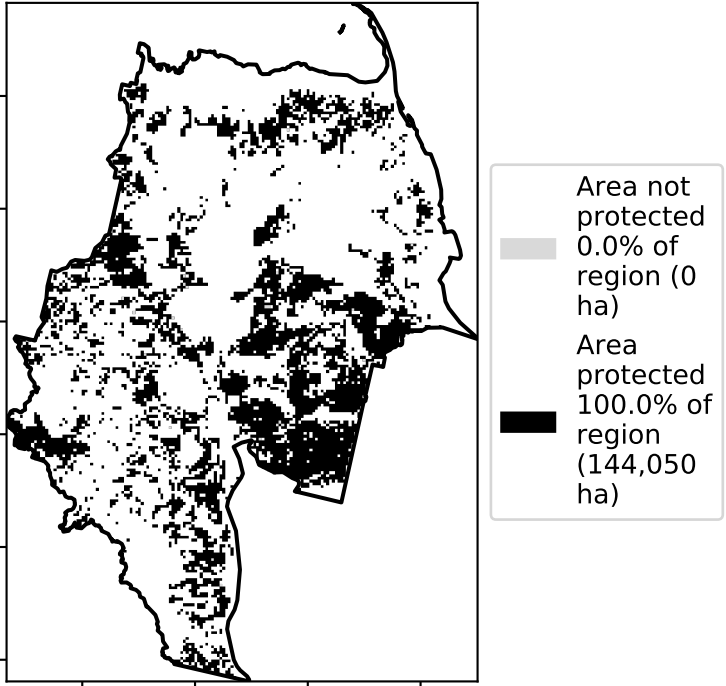 Area not
protected
0.0% of
region (0
ha)
Area
protected
100.0% of
region
(144,050
ha)